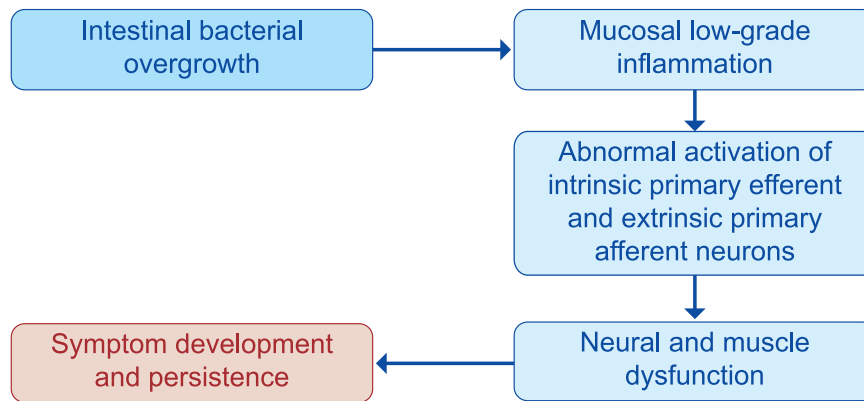 Intestinal bacterial
overgrowth
Mucosal low-grade
inflammation
Abnormal activation of
intrinsic primary efferent
and extrinsic primary
afferent neurons
Neural and muscle
dysfunction
Symptom development
and persistence